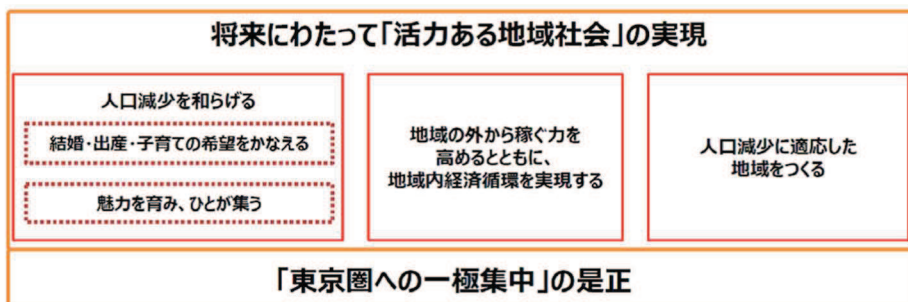 将来にわたって「活力ある地域社会」の実現
人口減少を和らげる
結婚・出産・子育ての希望をかなえる
魅力を育み、ひとが集う
地域の外から稼ぐ力を
高めるとともに、
地域内経済循環を実現する
人口減少に適応した
地域をつくる
「東京圏への一極集中」の是正